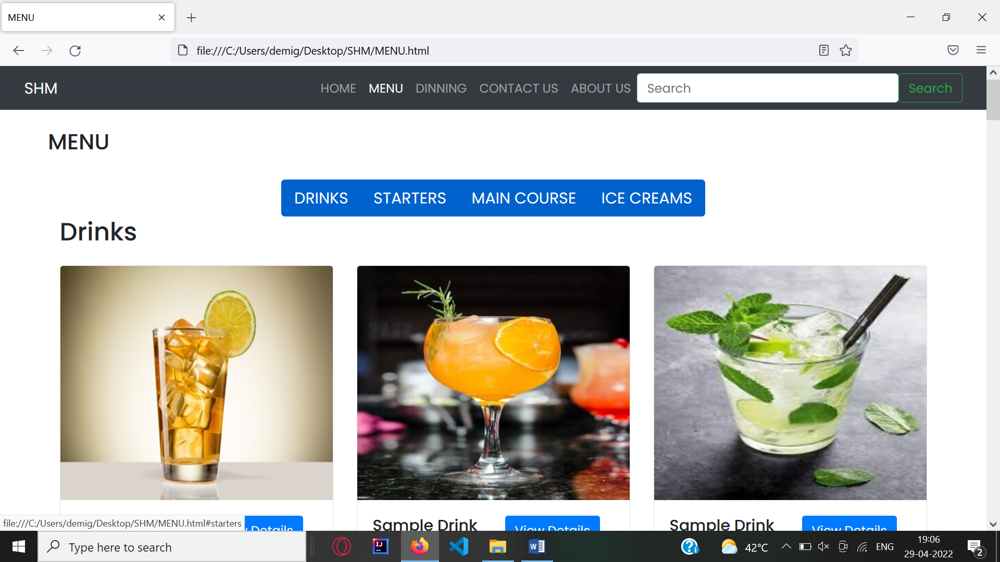 MENU
file:///C:/Users/demig/Desktop/SHM/MENU.html
SHM HOME MENU DINNING CONTACT US ABOUT US Search Search
MENU
DRINKS STARTERS MAIN COURSE ICE CREAMS
Drinks
Details Sample Drink View Details Sample Drink View Details
file:///C:/Users/demig/Desktop/SHM/MENU.html#starters
Type here to search
IJ
W
42°C
ENG
19:06
29-04-2022
2